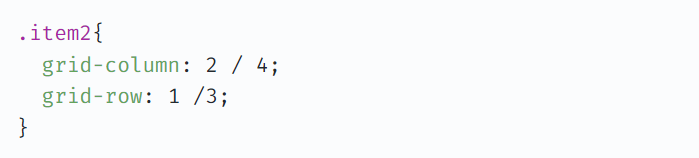 .item2{
  grid-column: 2 / 4;
  grid-row: 1 /3;
}